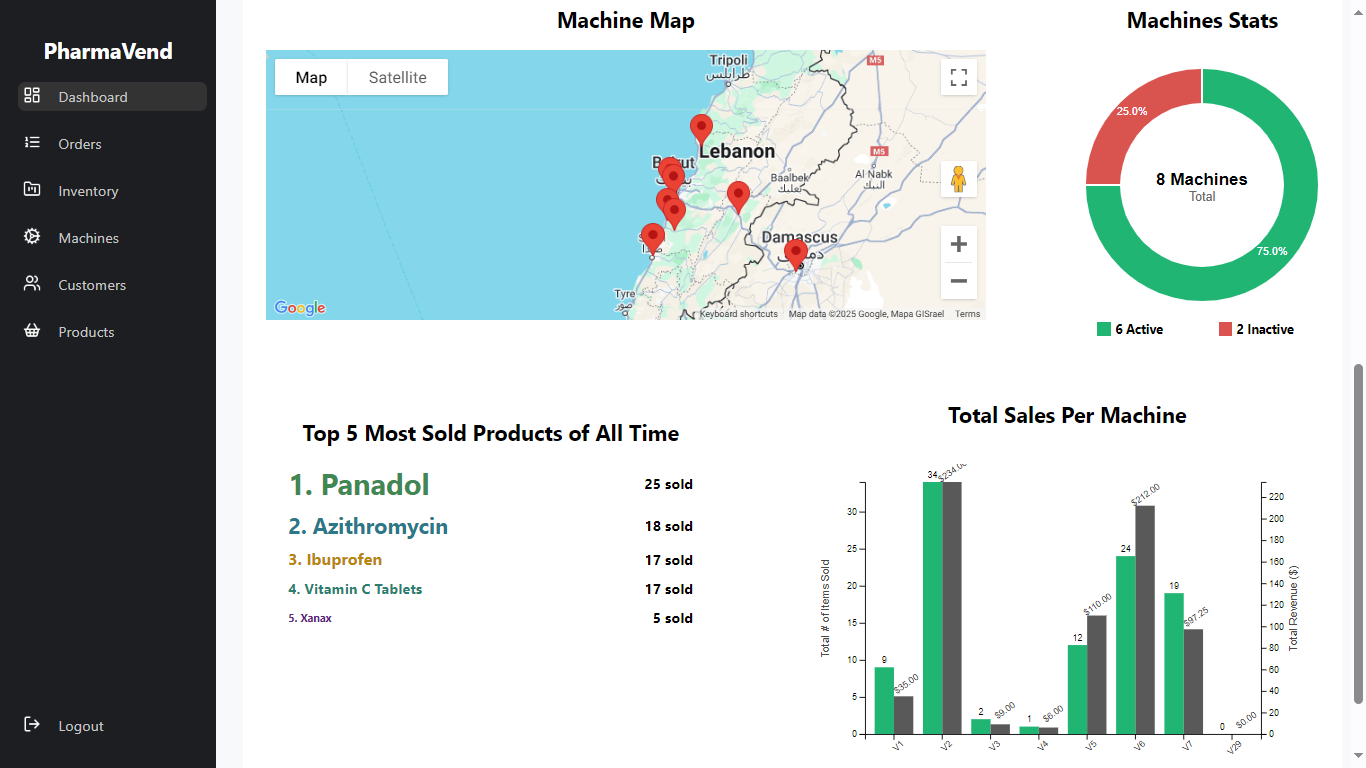 PharmaVend
Dashboard
Orders
Inventory
Machines
Customers
Products
Logout
Machine Map
Map
Satellite
Tripoli
طرابلس
M5
Lebanon
M5
Baalbek
بعلبك
Al Nabk
النبك
Damascus
Tyre
صور
Google
Keyboard shortcuts
Map data ©2025 Google, Mapa GISrael
Terms
Machines Stats
25.0%
8 Machines
Total
75.0%
6 Active
2 Inactive
Top 5 Most Sold Products of All Time
1. Panadol 25 sold
2. Azithromycin 18 sold
3. Ibuprofen 17 sold
4. Vitamin C Tablets 17 sold
5. Xanax 5 sold
Total Sales Per Machine
Total # of Items Sold
30
25
20
15
10
5
0
9 $35.00
34 $234.00
2 $9.00
1 $6.00
12 $110.00
24 $212.00
19 $97.25
0 $0.00
V1 V2 V3 V4 V5 V6 V7 V29
220
200
180
160
140
120
100
80
60
40
20
0
Total Revenue ($)